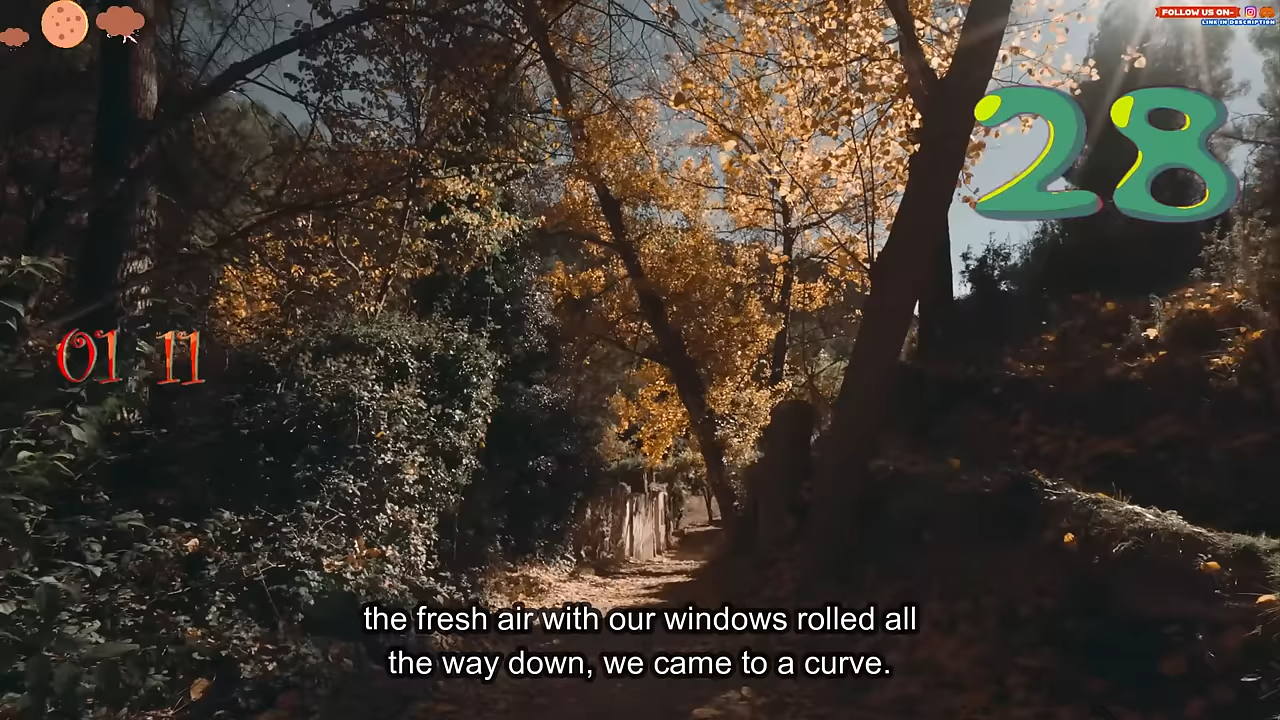 FOLLOW US ON-
LINK IN DESCRIPTION
28
01 11
the fresh air with our windows rolled all
the way down, we came to a curve.